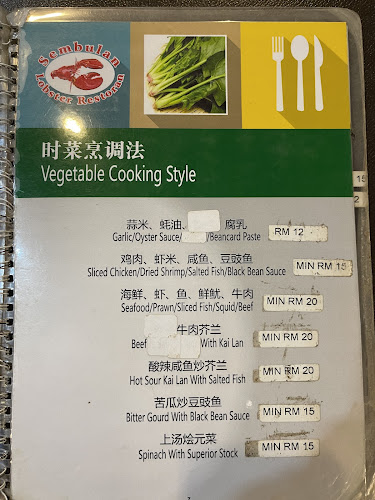 Sembulan
Lobster Restoran
时菜烹调法
Vegetable Cooking Style
15
2
蒜米、蚝油、 腐乳
Garlic/Oyster Sauce/ /Beancard Paste RM 12
鸡肉、虾米、咸鱼、豆豉鱼
Sliced Chicken/Dried Shrimp/Salted Fish/Black Bean Sauce MIN RM 15
海鲜、虾、鱼、鲜鱿、牛肉
Seafood/Prawn/Sliced Fish/Squid/Beef MIN RM 20
牛肉芥兰
Beef With Kai Lan MIN RM 20
酸辣咸鱼炒芥兰
Hot Sour Kai Lan With Salted Fish MIN RM 20
苦瓜炒豆豉鱼
Bitter Gourd With Black Bean Sauce MIN RM 15
上汤烩元菜
Spinach With Superior Stock MIN RM 15